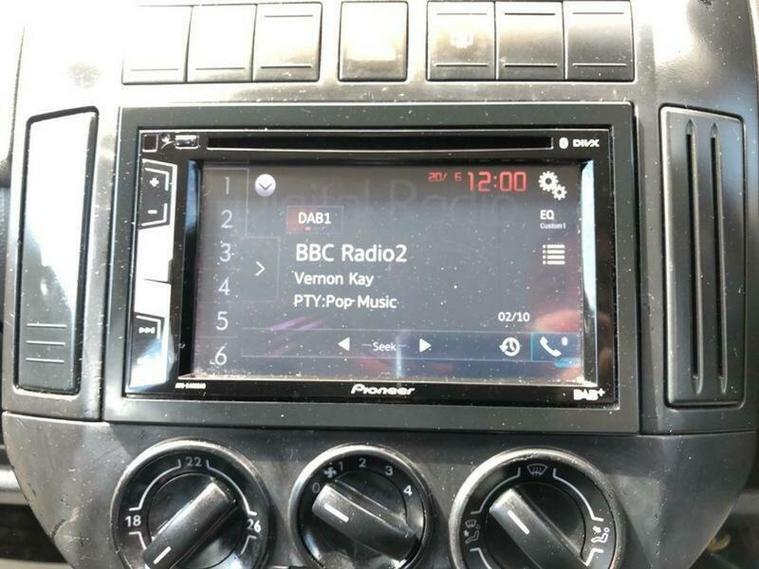 DIVX
1
20/ 6 12:00
2
DAB1
EQ
Custom1
3
BBC Radio2
Vernon Kay
4
PTY:Pop Music
5
02/10
6
Seek
Pioneer
DAB+
18 22 26
0 1 2 3 4